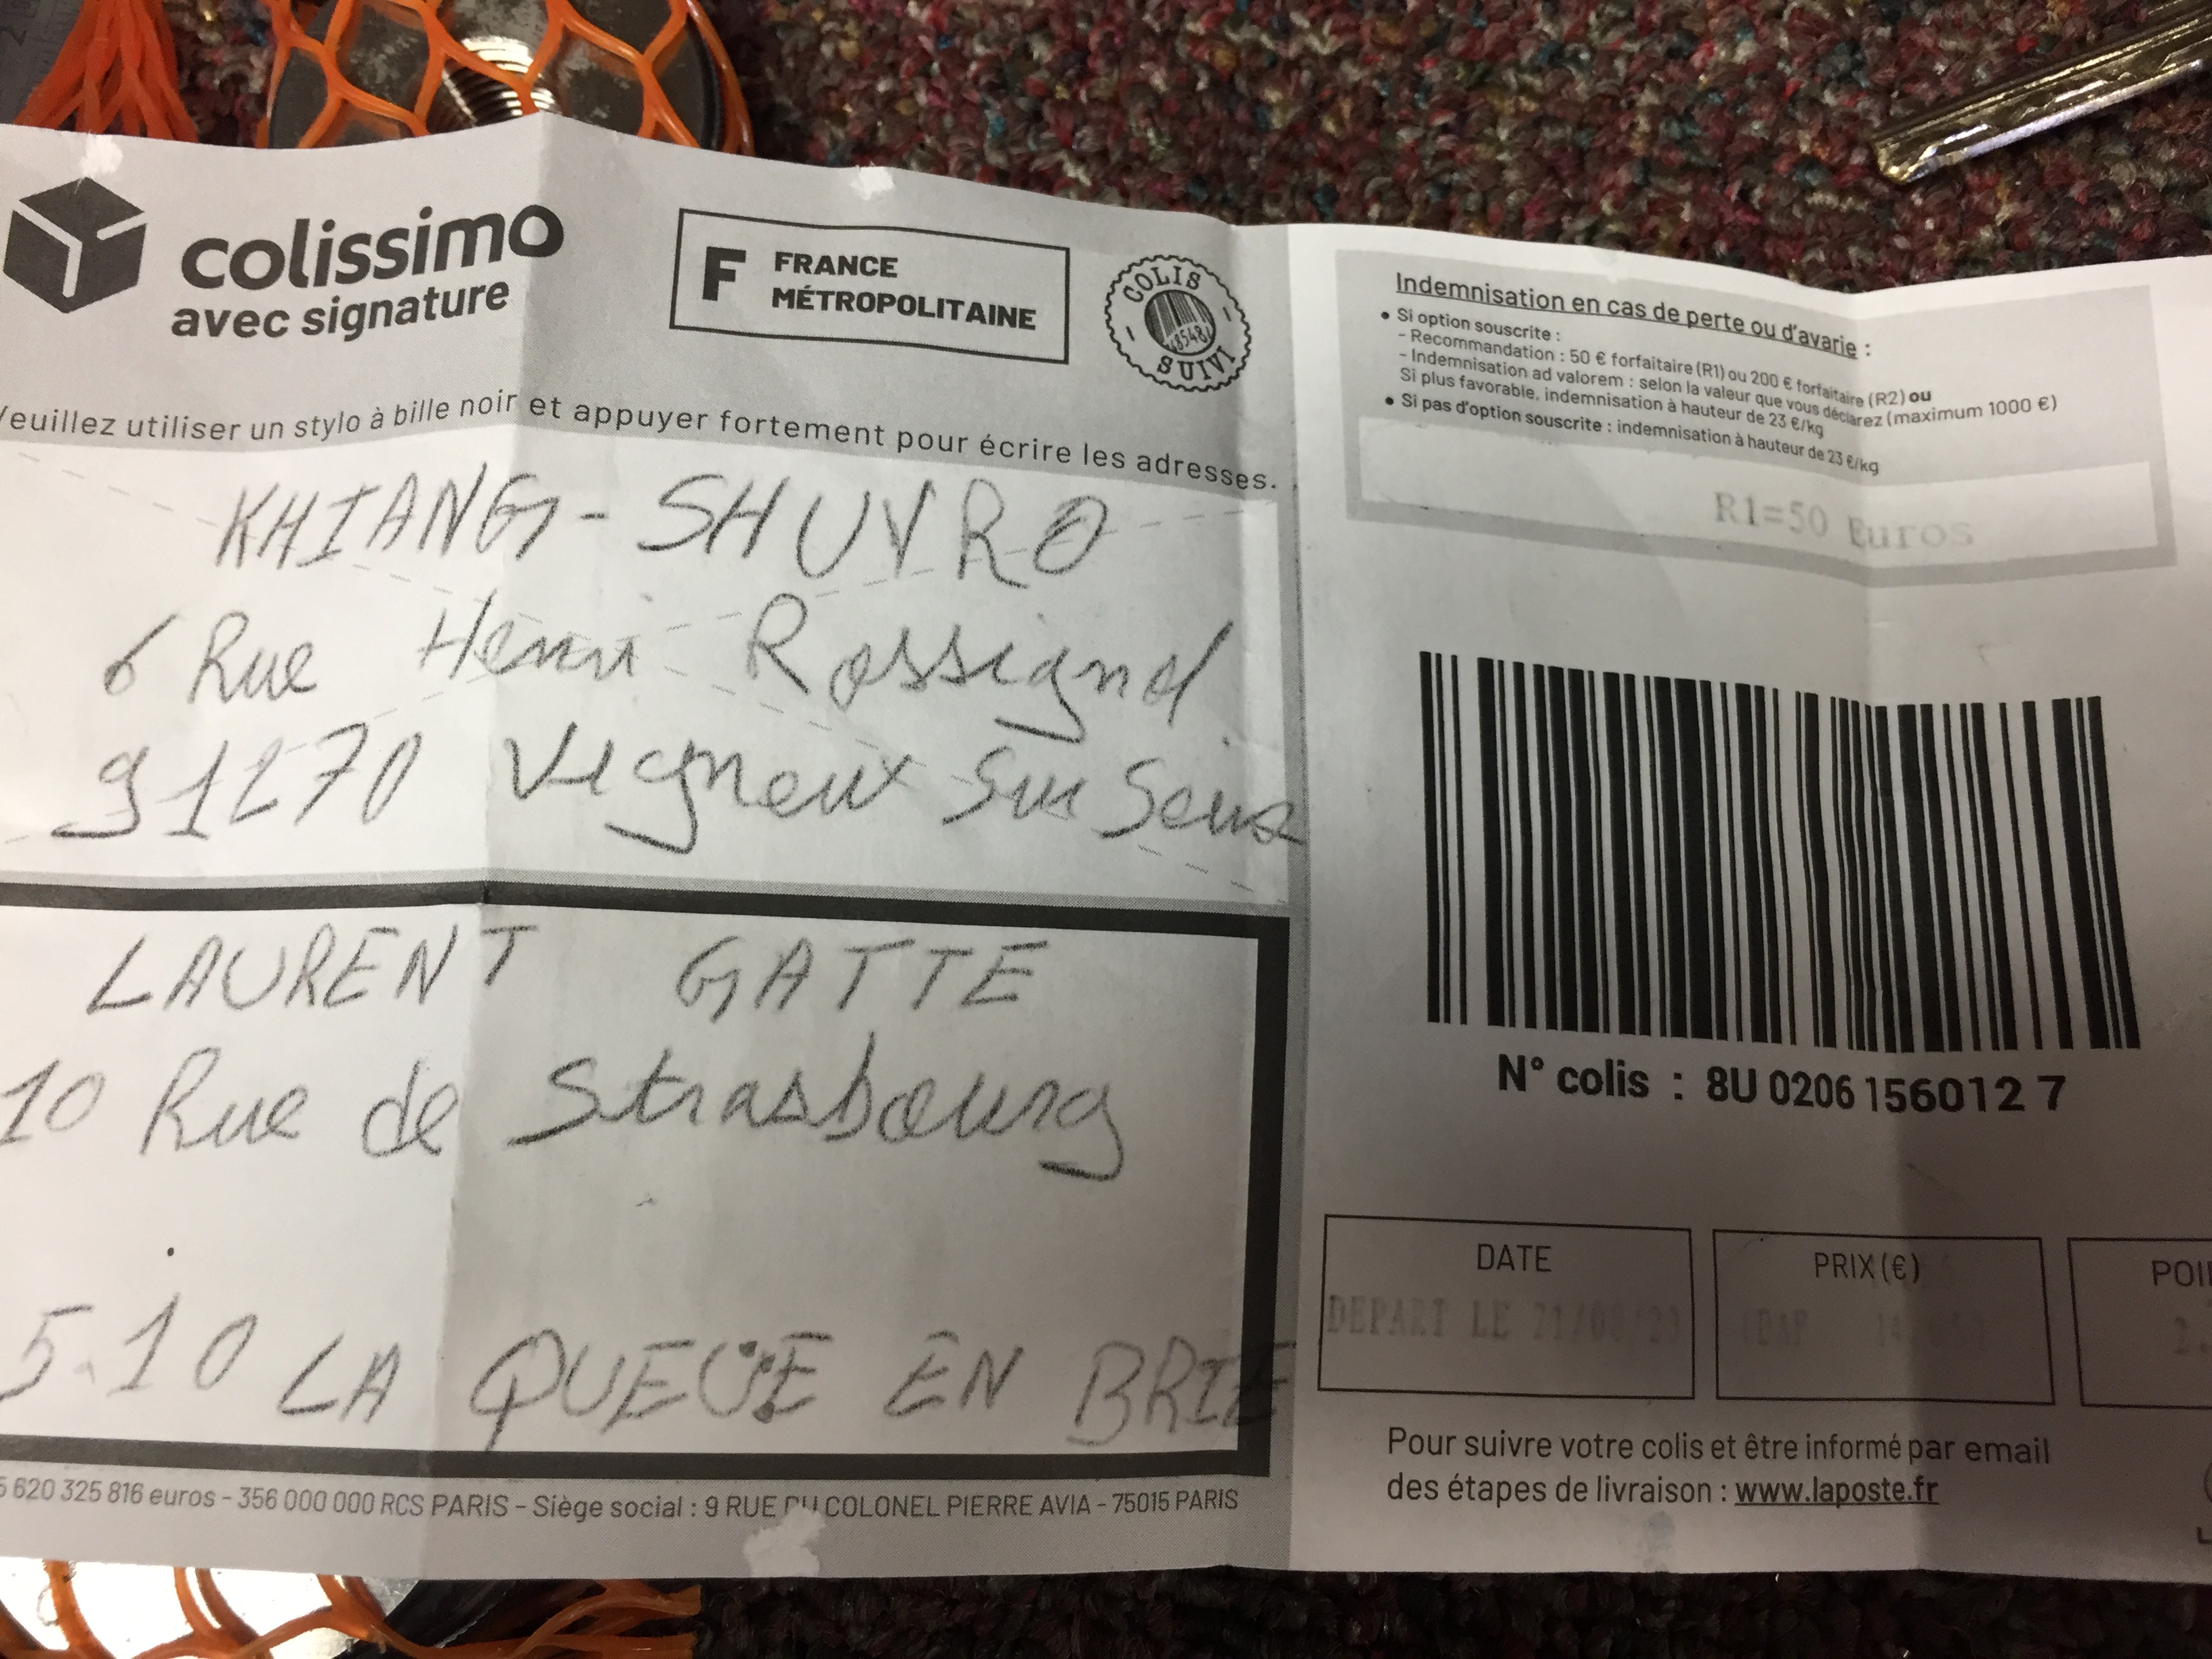 colissimo
avec signature
F FRANCE
MÉTROPOLITAINE
COLIS
SUIVI
Veuillez utiliser un stylo à bille noir et appuyer fortement pour écrire les adresses.
KHIANG-SHUYRO
6 Rue Henri Rossignol
91270 Vigneux Sur Seine
LAURENT GATTE
10 Rue de Strasbourg
510 LA QUEUE EN BRIE
5 620 325 816 euros - 356 000 000 RCS PARIS - Siège social : 9 RUE DU COLONEL PIERRE AVIA - 75015 PARIS
Indemnisation en cas de perte ou d'avarie :
• Si option souscrite :
- Recommandation : 50 € forfaitaire (R1) ou 200 € forfaitaire (R2) ou
- Indemnisation ad valorem : selon la valeur que vous déclarez (maximum 1000 €)
Si plus favorable, indemnisation à hauteur de 23 €/kg
• Si pas d'option souscrite : indemnisation à hauteur de 23 €/kg
R1=50 Euros
N° colis : 8U 0206 156012 7
DATE
DEPART LE
PRIX (€)
POI
2.
Pour suivre votre colis et être informé par email
des étapes de livraison : www.laposte.fr